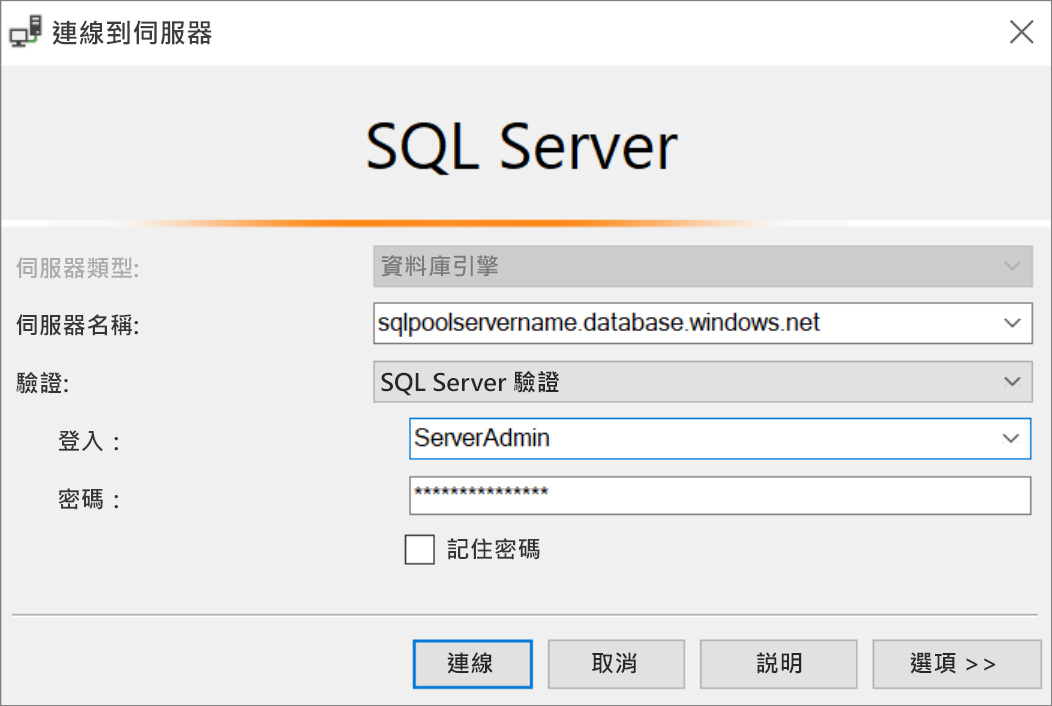 連線到伺服器
SQL Server
伺服器類型: 資料庫引擎
伺服器名稱: sqlpoolservername.database.windows.net
驗證: SQL Server 驗證
登入： ServerAdmin
密碼： ***************
記住密碼
連線 取消 説明 選項 >>